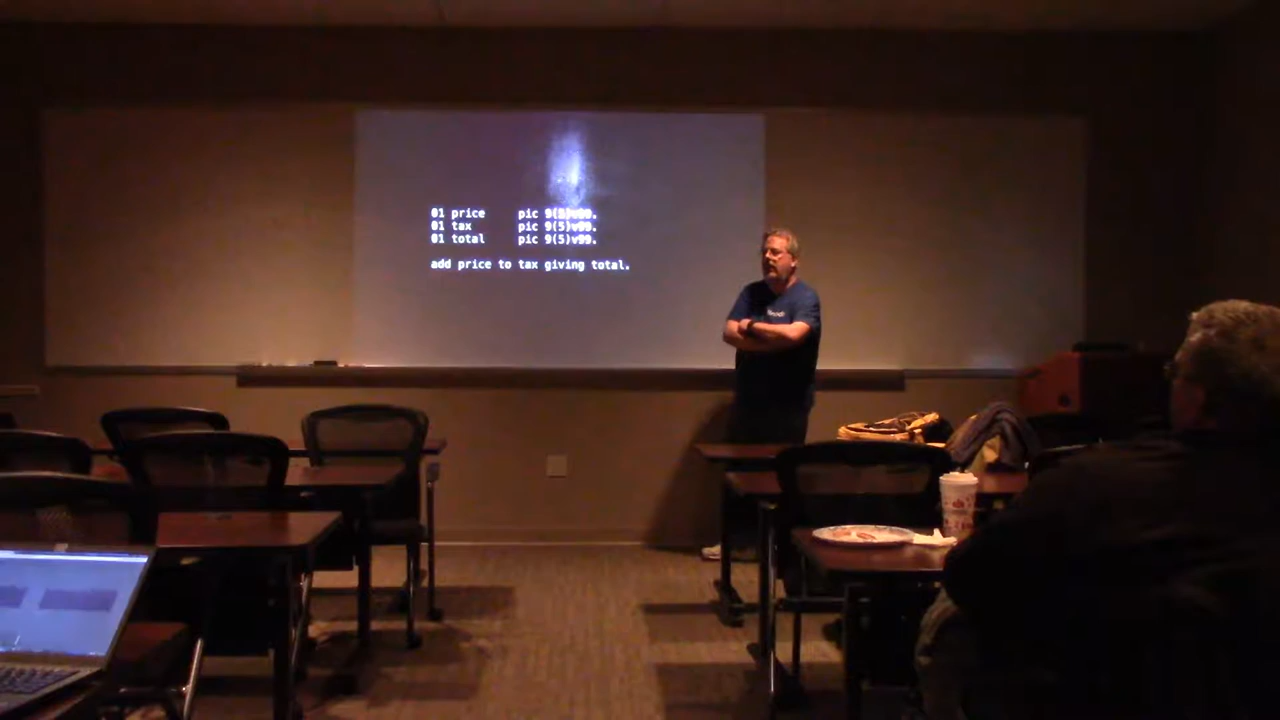 01 price pic 9(5)v99.
01 tax pic 9(5)v99.
01 total pic 9(5)v99.
add price to tax giving total.